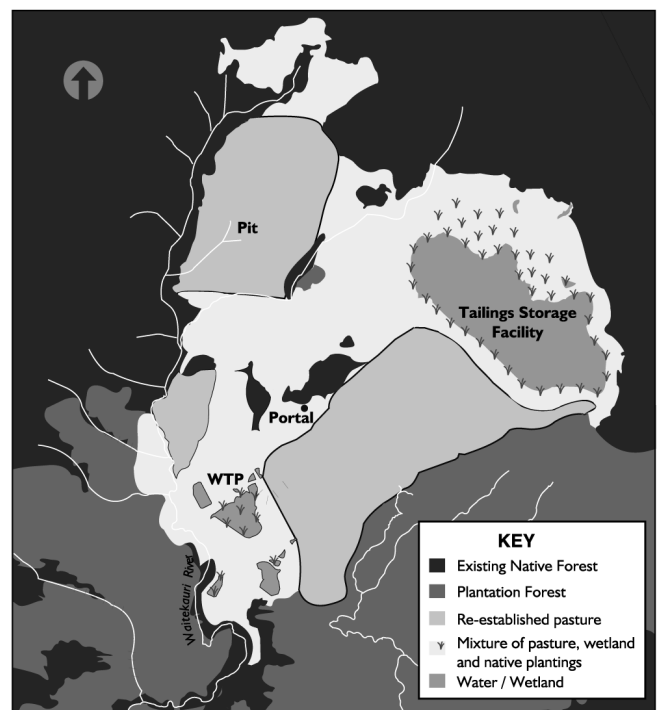 Pit
Tailings Storage
Facility
Portal
WTP
Waitekauri River
KEY
Existing Native Forest
Plantation Forest
Re-established pasture
Mixture of pasture, wetland
and native plantings
Water / Wetland